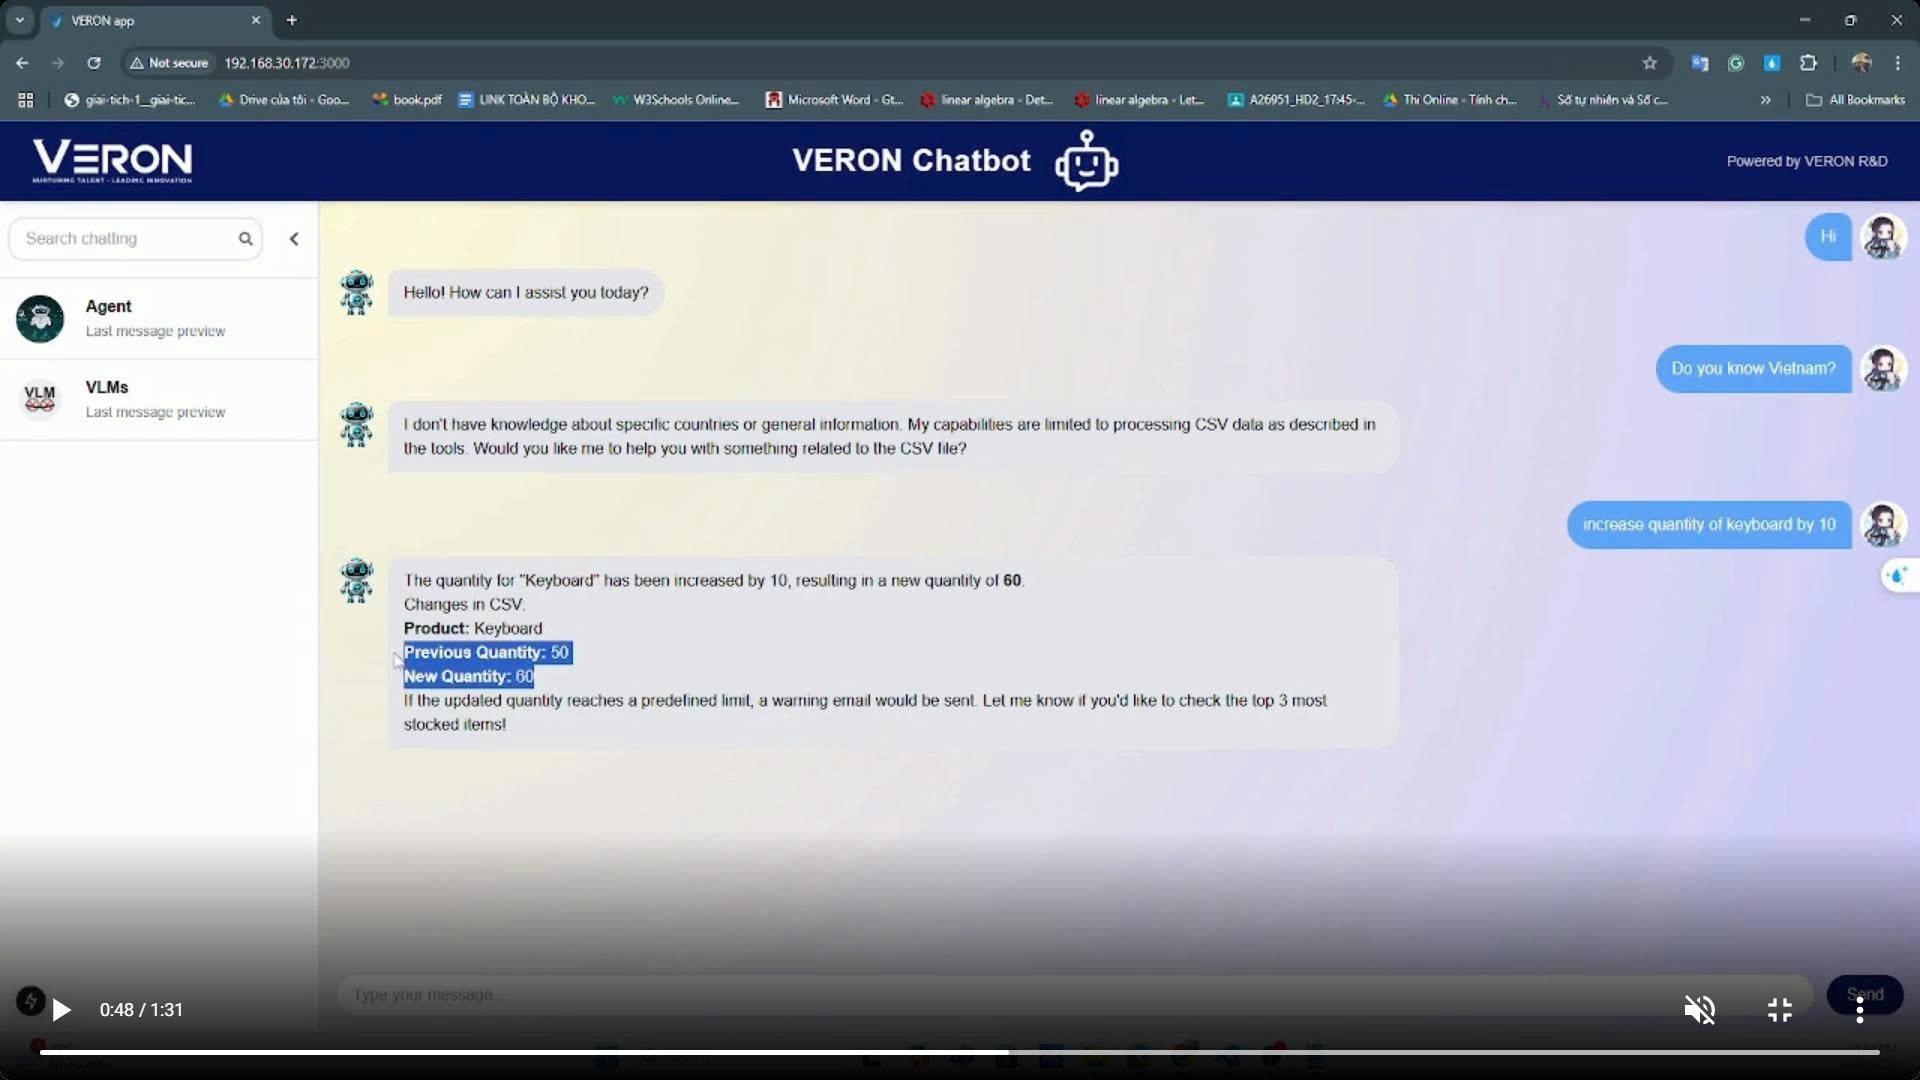 VERON app
Not secure
192.168.30.172:3000
giai-tich-1__giai-tic...
Drive của tôi - Goo...
book.pdf
LINK TOÀN BỘ KHO...
W3Schools Online...
Microsoft Word - Gt...
linear algebra - Det...
linear algebra - Let...
A26951_HD2_17:45-...
Thi Online - Tính ch...
Số tự nhiên và Số c...
All Bookmarks
VERON
NURTURING TALENT - LEADING INNOVATION
VERON Chatbot
Powered by VERON R&D
Search chatting
Agent
Last message preview
VLM
VLMs
Last message preview
Hi
Hello! How can I assist you today?
Do you know Vietnam?
I don't have knowledge about specific countries or general information. My capabilities are limited to processing CSV data as described in
the tools. Would you like me to help you with something related to the CSV file?
increase quantity of keyboard by 10
The quantity for "Keyboard" has been increased by 10, resulting in a new quantity of 60.
Changes in CSV.
Product: Keyboard
Previous Quantity: 50
New Quantity: 60
If the updated quantity reaches a predefined limit, a warning email would be sent. Let me know if you'd like to check the top 3 most
stocked items!
Type your message...
Send
0:48 / 1:31